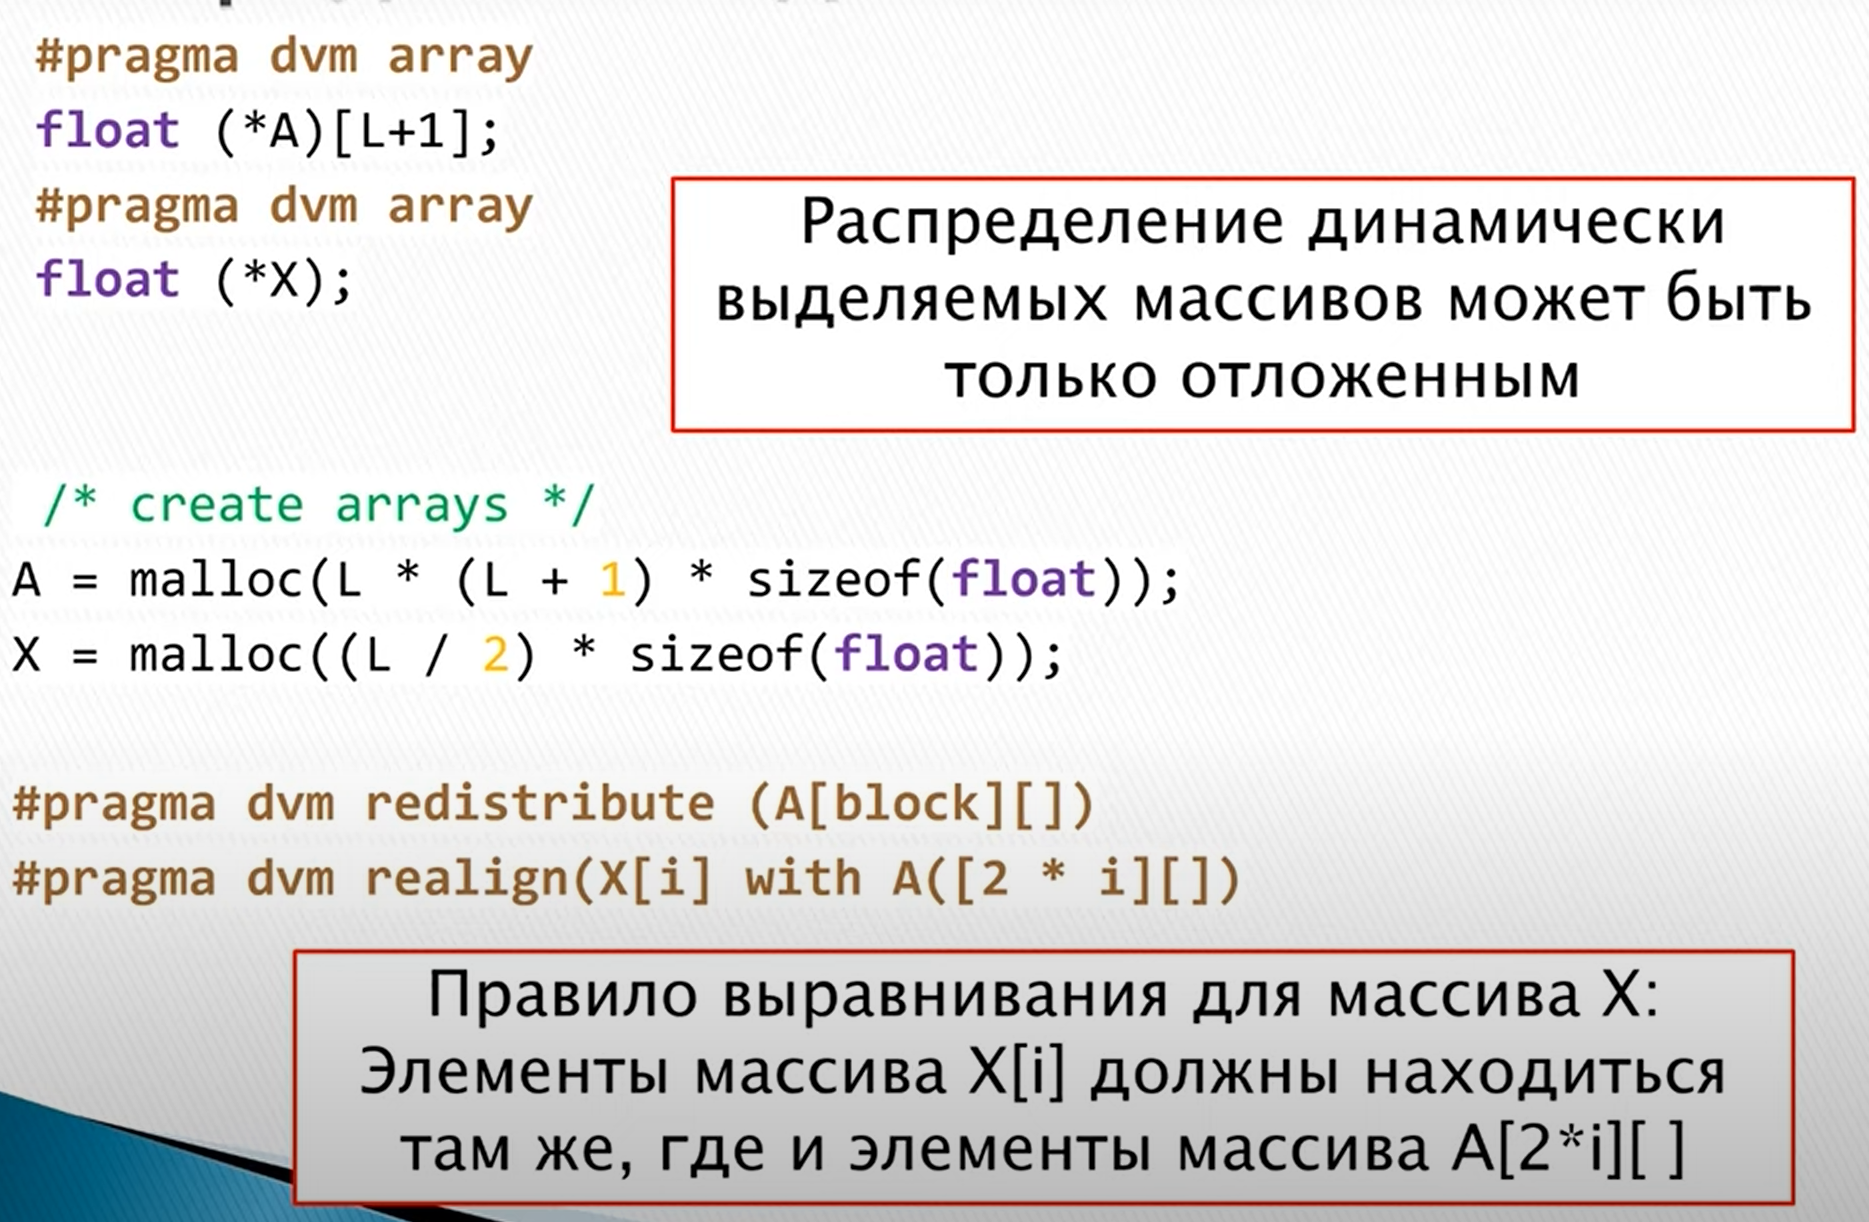 #pragma dvm array
float (*A)[L+1];
#pragma dvm array
float (*X);
Распределение динамически
выделяемых массивов может быть
только отложенным
/* create arrays */
A = malloc(L * (L + 1) * sizeof(float));
X = malloc((L / 2) * sizeof(float));
#pragma dvm redistribute (A[block][])
#pragma dvm realign(X[i] with A([2 * i][])
Правило выравнивания для массива X:
Элементы массива X[i] должны находиться
там же, где и элементы массива A[2*i][ ]